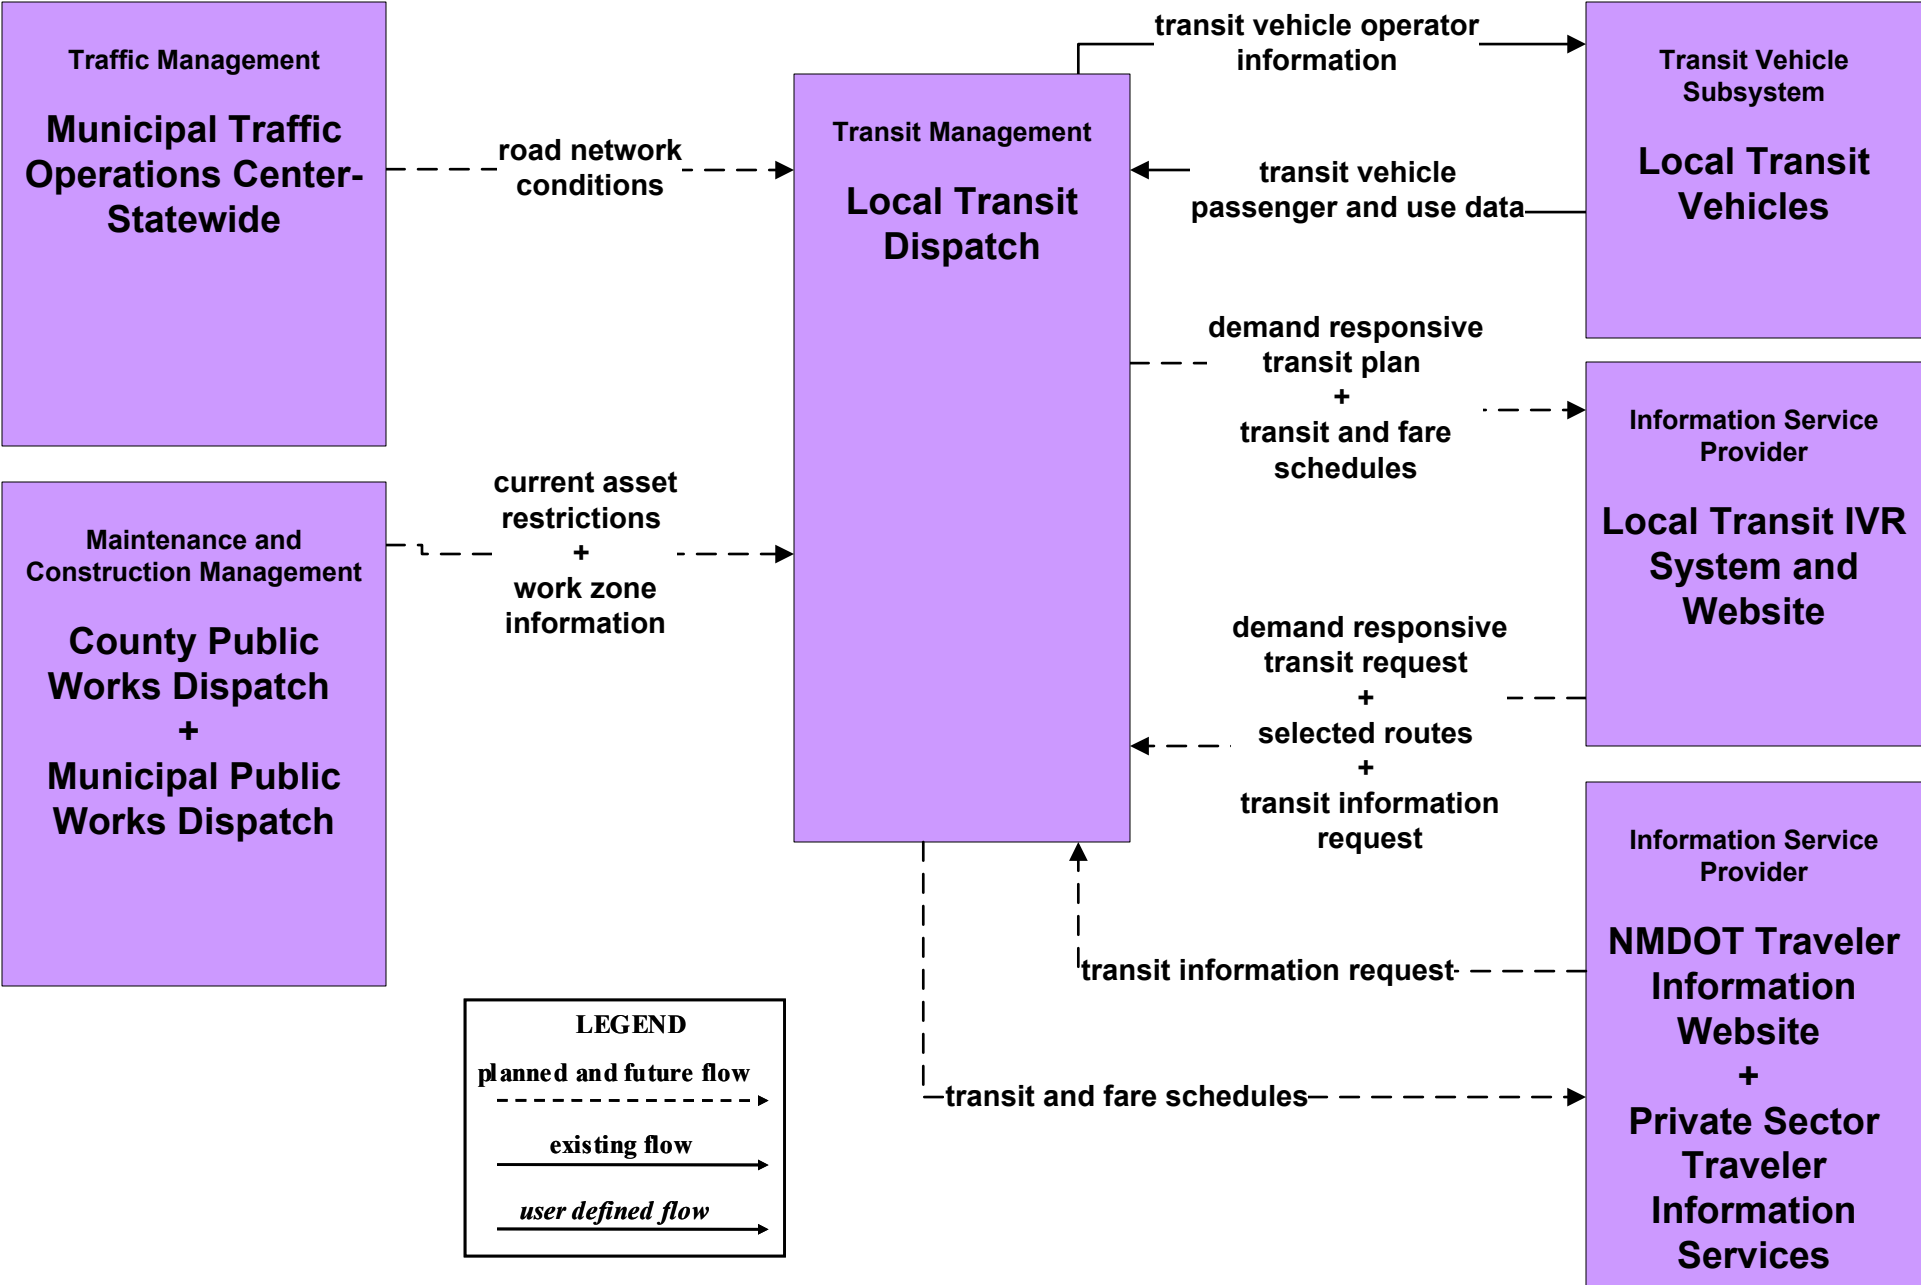 Traffic Management
Municipal Traffic
Operations Center-
Statewide
road network
conditions
Maintenance and
Construction Management
County Public
Works Dispatch
+
Municipal Public
Works Dispatch
current asset
restrictions
+
work zone
information
Transit Management
Local Transit
Dispatch
transit vehicle operator
information
transit vehicle
passenger and use data
Transit Vehicle
Subsystem
Local Transit
Vehicles
demand responsive
transit plan
+
transit and fare
schedules
Information Service
Provider
Local Transit IVR
System and
Website
demand responsive
transit request
+
selected routes
+
transit information
request
Information Service
Provider
NMDOT Traveler
Information
Website
+
Private Sector
Traveler
Information
Services
transit information request
transit and fare schedules
LEGEND
planned and future flow
existing flow
user defined flow